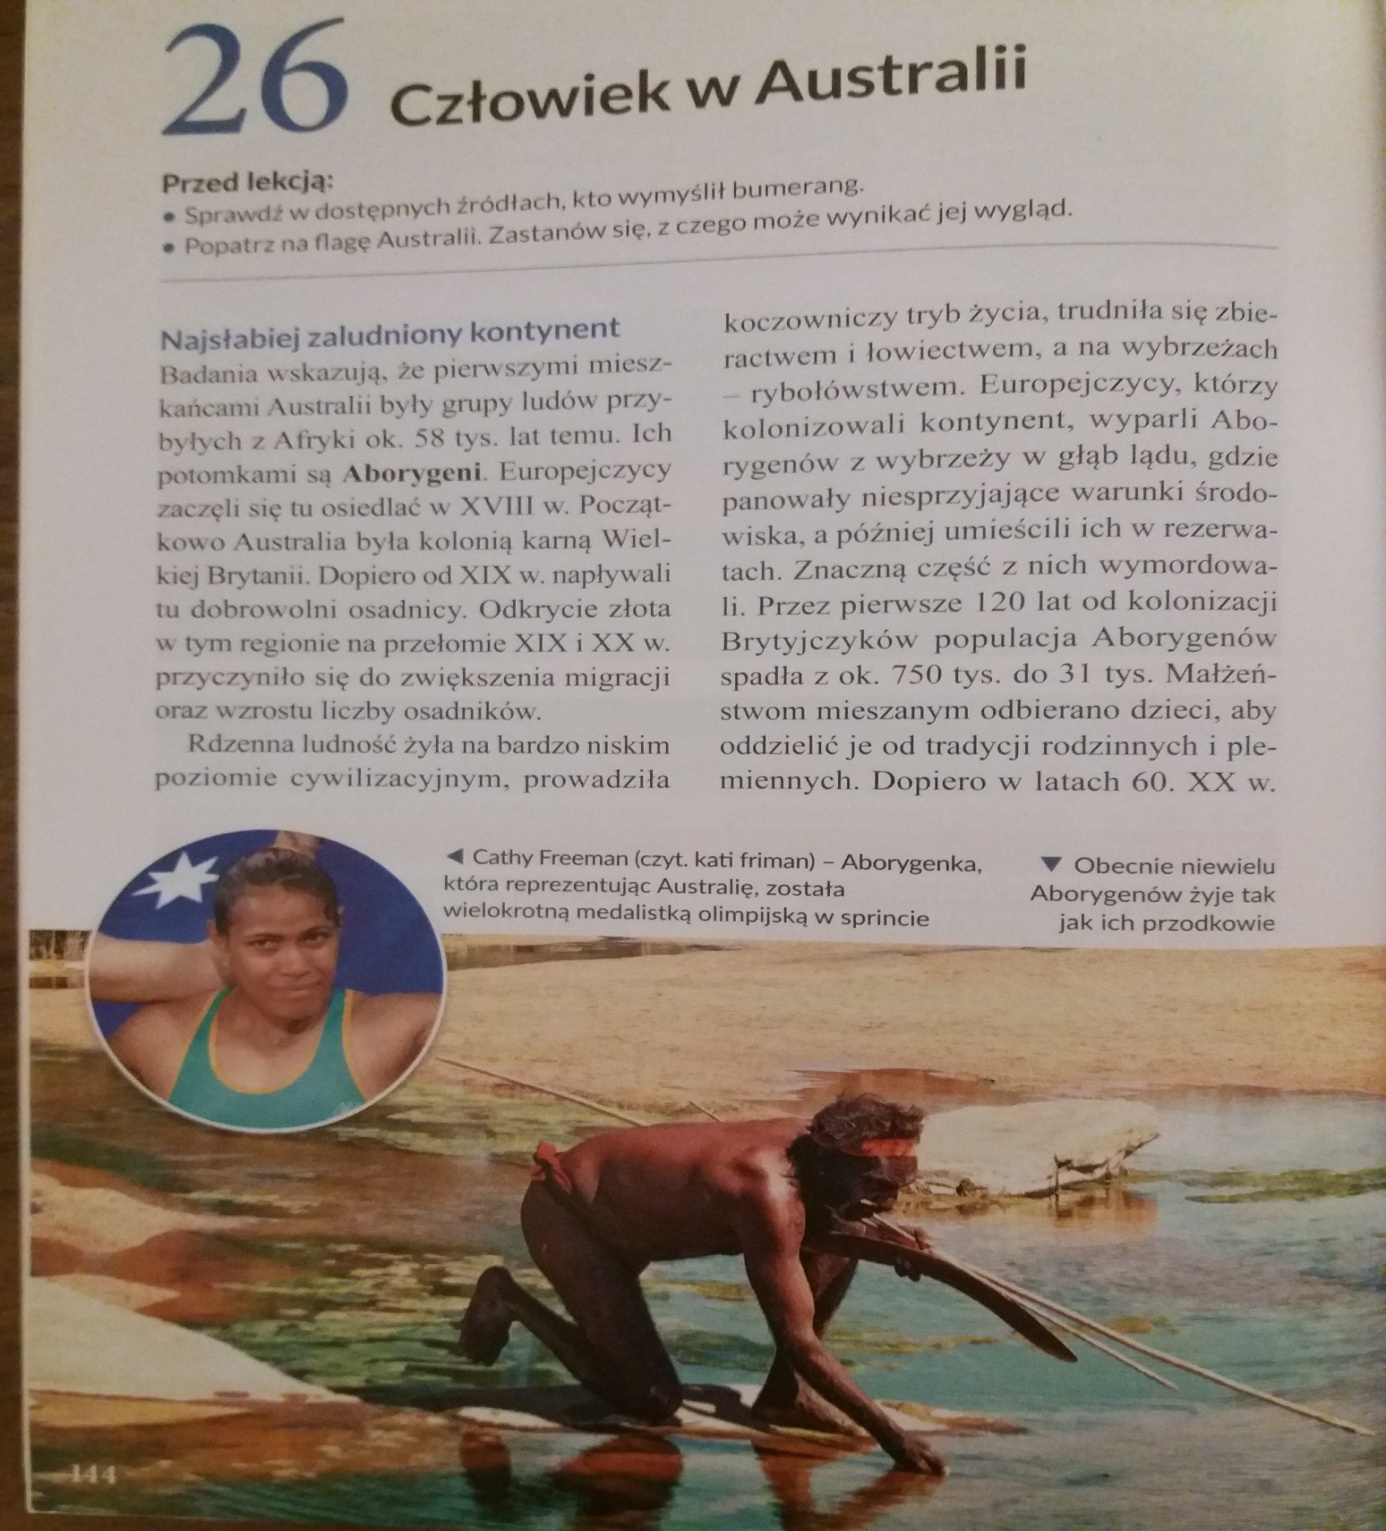 26 Człowiek w Australii
Przed lekcją:
• Sprawdź w dostępnych źródłach, kto wymyślił bumerang.
• Popatrz na flagę Australii. Zastanów się, z czego może wynikać jej wygląd.
Najsłabiej zaludniony kontynent
Badania wskazują, że pierwszymi miesz-
kańcami Australii były grupy ludów przy-
byłych z Afryki ok. 58 tys. lat temu. Ich
potomkami są Aborygeni. Europejczycy
zaczęli się tu osiedlać w XVIII w. Począt-
kowo Australia była kolonią karną Wiel-
kiej Brytanii. Dopiero od XIX w. napływali
tu dobrowolni osadnicy. Odkrycie złota
w tym regionie na przełomie XIX i XX w.
przyczyniło się do zwiększenia migracji
oraz wzrostu liczby osadników.
Rdzenna ludność żyła na bardzo niskim
poziomie cywilizacyjnym, prowadziła
koczowniczy tryb życia, trudniła się zbie-
ractwem i łowiectwem, a na wybrzeżach
– rybołówstwem. Europejczycy, którzy
kolonizowali kontynent, wyparli Abo-
rygenów z wybrzeży w głąb lądu, gdzie
panowały niesprzyjające warunki środo-
wiska, a później umieścili ich w rezerwa-
tach. Znaczną część z nich wymordowa-
li. Przez pierwsze 120 lat od kolonizacji
Brytyjczyków populacja Aborygenów
spadła z ok. 750 tys. do 31 tys. Małżeń-
stwom mieszanym odbierano dzieci, aby
oddzielić je od tradycji rodzinnych i ple-
miennych. Dopiero w latach 60. XX w.
◀ Cathy Freeman (czyt. kati friman) – Aborygenka,
która reprezentując Australię, została
wielokrotną medalistką olimpijską w sprincie
▼ Obecnie niewielu
Aborygenów żyje tak
jak ich przodkowie
144